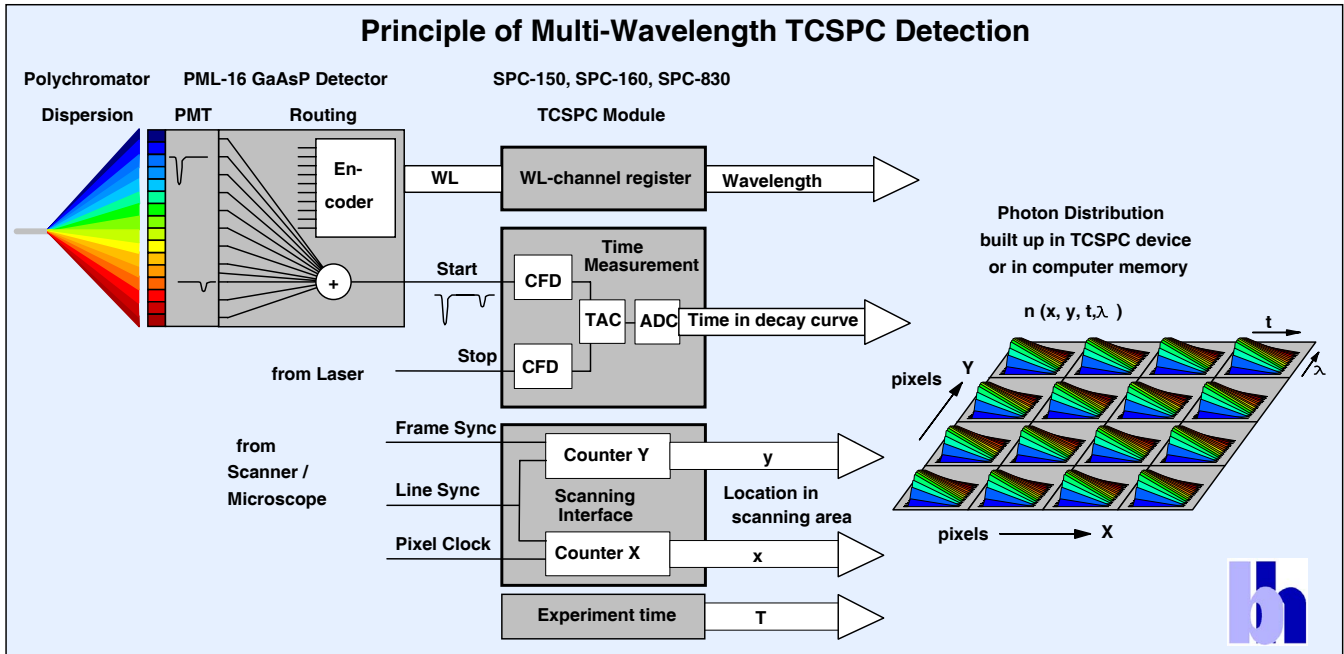 Principle of Multi-Wavelength TCSPC Detection
Polychromator
PML-16 GaAsP Detector
SPC-150, SPC-160, SPC-830
Dispersion
PMT
Routing
TCSPC Module
En-
coder
WL
WL-channel register
Wavelength
+
Start
Stop
from Laser
Time
Measurement
CFD
TAC
ADC
CFD
Time in decay curve
Photon Distribution
built up in TCSPC device
or in computer memory
n (x, y, t,λ )
t
λ
Y
pixels
pixels
X
from
Scanner /
Microscope
Frame Sync
Line Sync
Pixel Clock
Counter Y
Scanning
Interface
Counter X
y
Location in
scanning area
x
Experiment time
T
bh